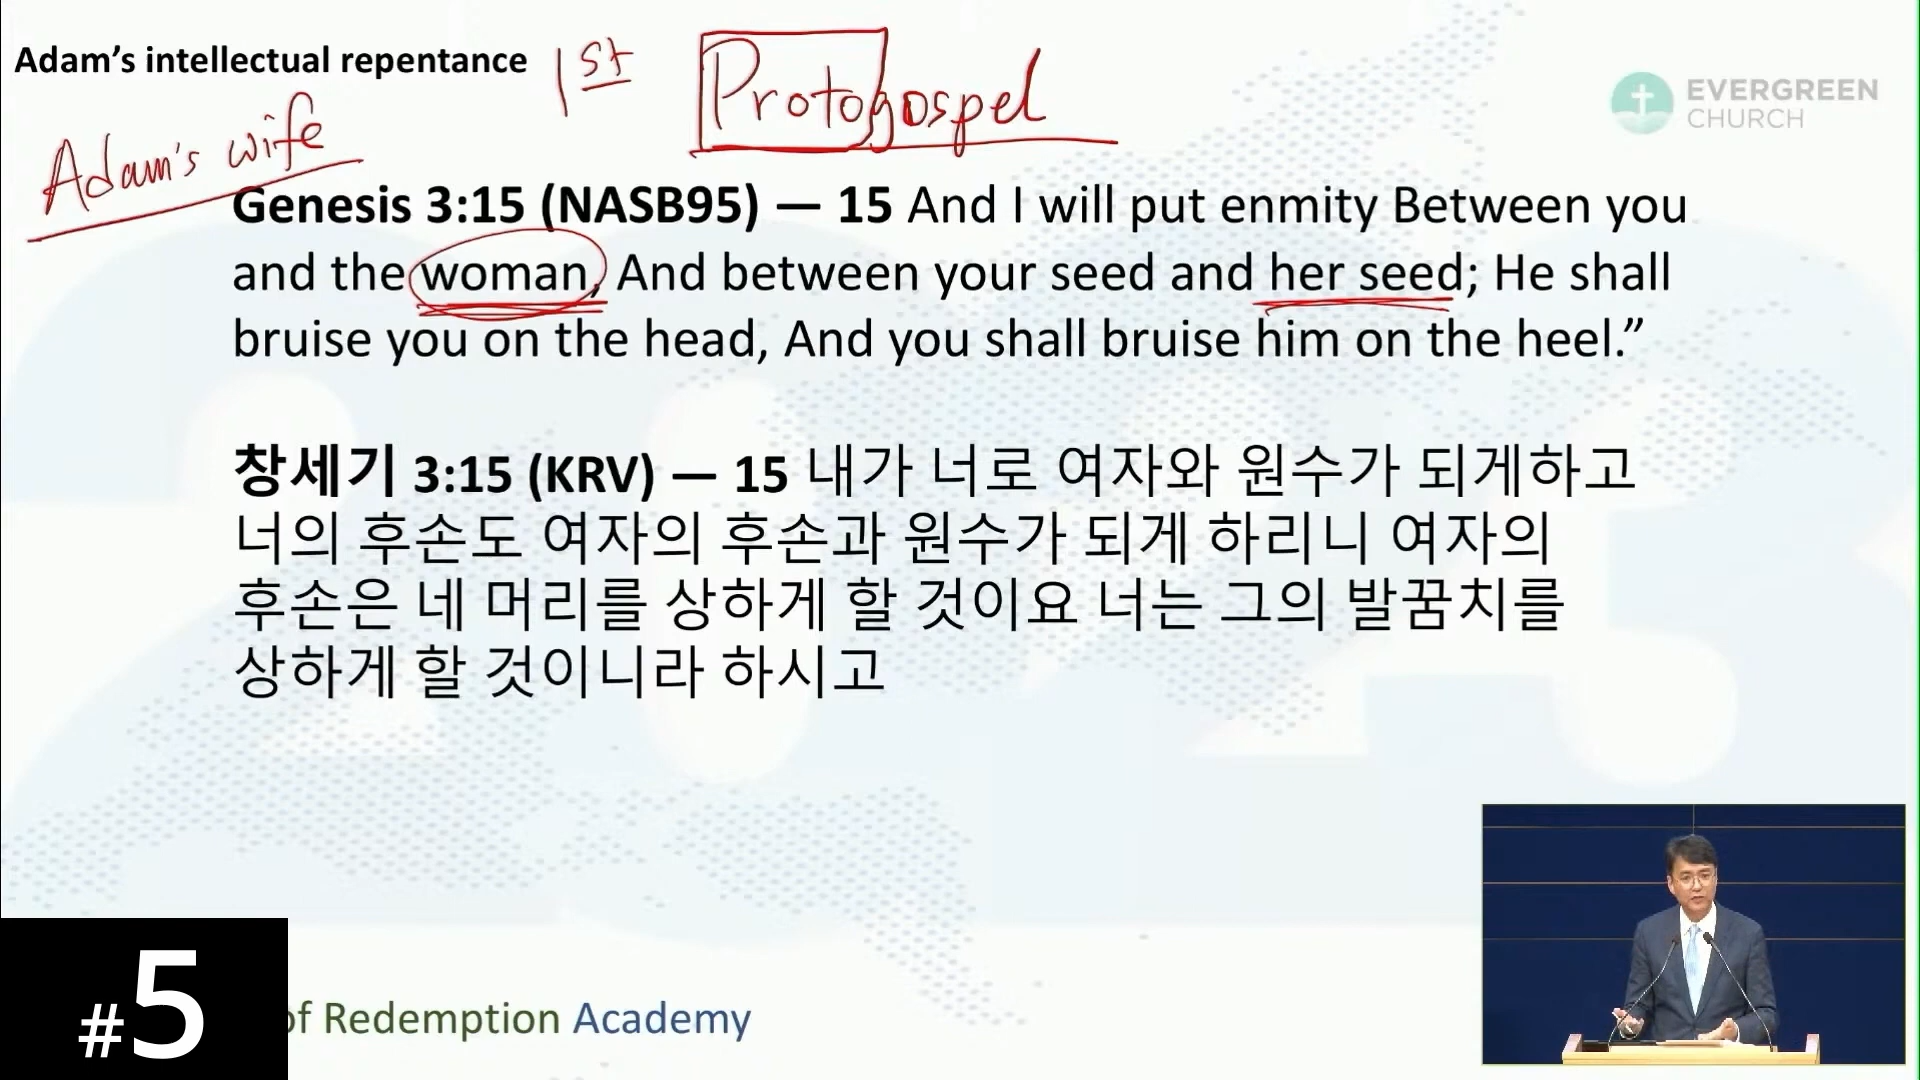 Adam’s intellectual repentance
1st
Protogospel
EVERGREEN
CHURCH
Adam's wife
Genesis 3:15 (NASB95) — 15 And I will put enmity Between you
and the woman, And between your seed and her seed; He shall
bruise you on the head, And you shall bruise him on the heel.”
창세기 3:15 (KRV) — 15 내가 너로 여자와 원수가 되게하고
너의 후손도 여자의 후손과 원수가 되게 하리니 여자의
후손은 네 머리를 상하게 할 것이요 너는 그의 발꿈치를
상하게 할 것이니라 하시고
#5
of Redemption Academy